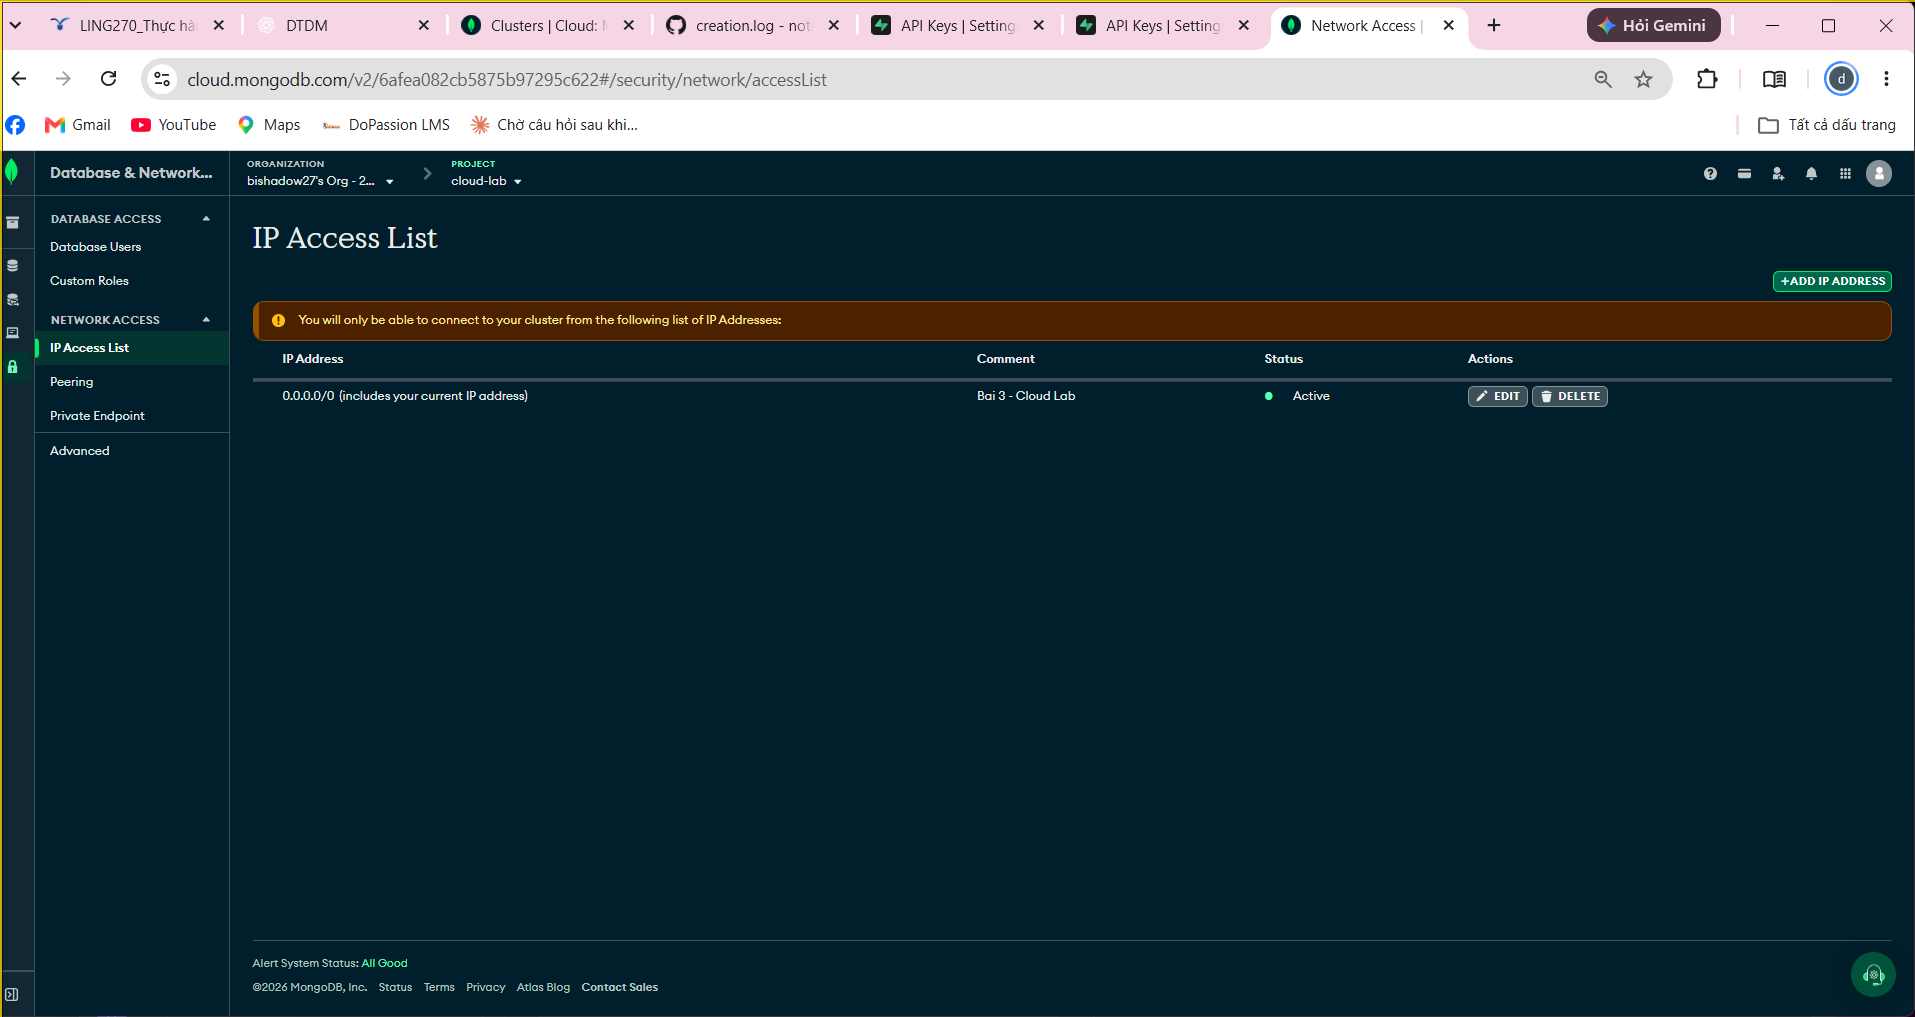 LING270_Thực hà
DTDM
Clusters | Cloud: M
creation.log - not
API Keys | Setting
API Keys | Setting
Network Access |
Hỏi Gemini
cloud.mongodb.com/v2/6afea082cb5875b97295c622#/security/network/accessList
d
Gmail
YouTube
Maps
DoPassion LMS
Chờ câu hỏi sau khi...
Tất cả dấu trang
Database & Network...
ORGANIZATION
bishadow27's Org - 2...
PROJECT
cloud-lab
DATABASE ACCESS
Database Users
Custom Roles
NETWORK ACCESS
IP Access List
Peering
Private Endpoint
Advanced
IP Access List
+ADD IP ADDRESS
You will only be able to connect to your cluster from the following list of IP Addresses:
IP Address Comment Status Actions
0.0.0.0/0 (includes your current IP address) Bai 3 - Cloud Lab Active EDIT DELETE
Alert System Status: All Good
©2026 MongoDB, Inc. Status Terms Privacy Atlas Blog Contact Sales